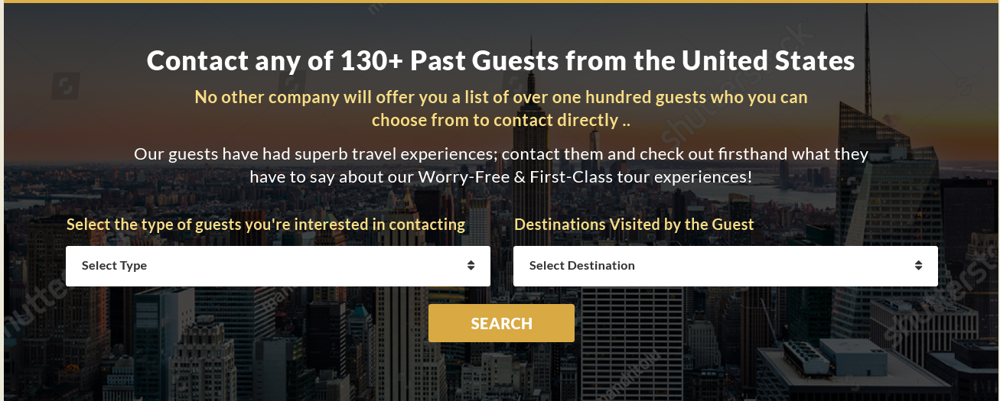 Contact any of 130+ Past Guests from the United States
No other company will offer you a list of over one hundred guests who you can
choose from to contact directly ..
Our guests have had superb travel experiences; contact them and check out firsthand what they
have to say about our Worry-Free & First-Class tour experiences!
Select the type of guests you're interested in contacting
Destinations Visited by the Guest
Select Type
Select Destination
SEARCH
shutterstock